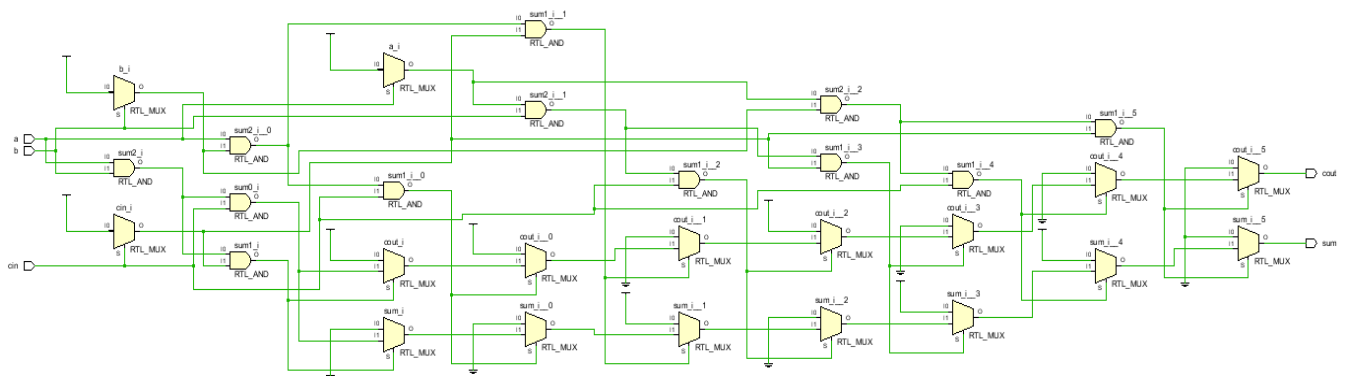 sum1_i__1
I0
O
I1
RTL_AND
a_i
I0
O
S
RTL_MUX
b_i
I0
O
S
RTL_MUX
sum2_i__1
I0
O
I1
RTL_AND
sum2_i__2
I0
O
I1
RTL_AND
sum2_i__0
I0
O
I1
RTL_AND
sum1_i__5
I0
O
I1
RTL_AND
a
b
sum2_i
I0
O
I1
RTL_AND
sum1_i__3
I0
O
I1
RTL_AND
cout_i__4
I0
O
I1
S
RTL_MUX
cout_i__5
I0
O
I1
S
RTL_MUX
cout
sum1_i__2
I0
O
I1
RTL_AND
sum1_i__4
I0
O
I1
RTL_AND
sum1_i__0
I0
O
I1
RTL_AND
sum0_i
I0
O
I1
RTL_AND
cin_i
I0
O
S
RTL_MUX
cin
sum1_i
I0
O
I1
RTL_AND
cout_i
I0
O
I1
S
RTL_MUX
cout_i__0
I0
O
I1
S
RTL_MUX
cout_i__1
I0
O
I1
S
RTL_MUX
cout_i__2
I0
O
I1
S
RTL_MUX
cout_i__3
I0
O
I1
S
RTL_MUX
sum_i__4
I0
O
I1
S
RTL_MUX
sum_i__5
I0
O
I1
S
RTL_MUX
sum
sum_i
I0
O
I1
S
RTL_MUX
sum_i__0
I0
O
I1
S
RTL_MUX
sum_i__1
I0
O
I1
S
RTL_MUX
sum_i__2
I0
O
I1
S
RTL_MUX
sum_i__3
I0
O
I1
S
RTL_MUX